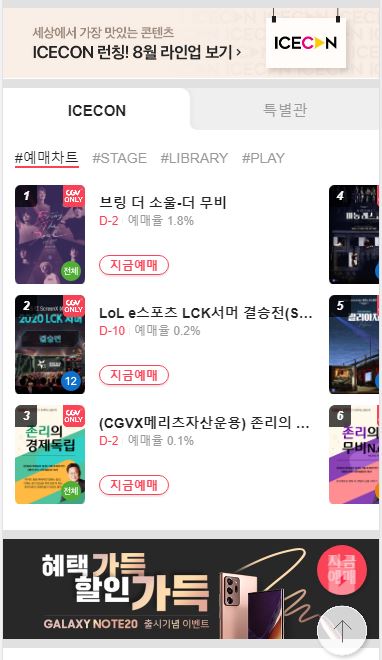 세상에서 가장 맛있는 콘텐츠
ICECON 런칭! 8월 라인업 보기 >
ICECON
ICECON
특별관
#예매차트
#STAGE
#LIBRARY
#PLAY
1
CGV ONLY
전체
브링 더 소울-더 무비
D-2 예매율 1.8%
지금예매
4
2
CGV ONLY
2020 LCK 서머
결승전
12
LoL e스포츠 LCK서머 결승전(S...
D-10 예매율 0.2%
지금예매
5
3
CGV ONLY
존리의
경제독립
전체
(CGVX메리츠자산운용) 존리의 ...
D-2 예매율 0.1%
지금예매
6
존리의
혜택가득
할인가득
GALAXY NOTE20 출시기념 이벤트
지금
예매